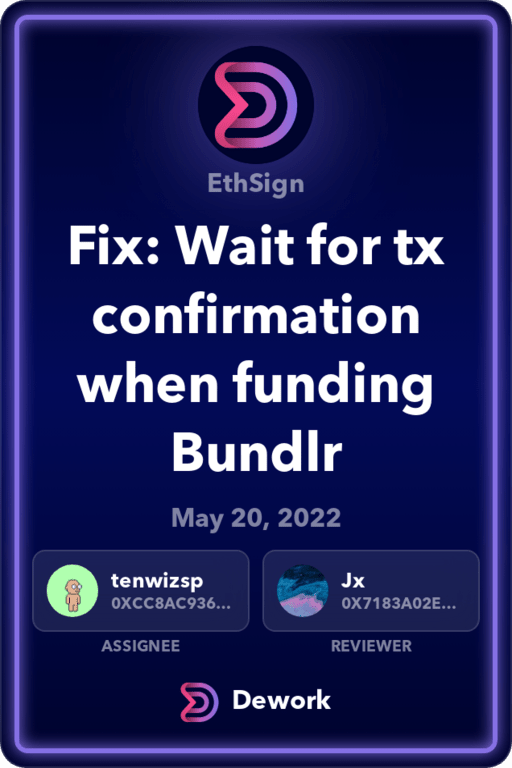 EthSign
Fix: Wait for tx
confirmation
when funding
Bundlr
May 20, 2022
tenwizsp
0XCC8AC936...
ASSIGNEE
Jx
0X7183A02E...
REVIEWER
Dework